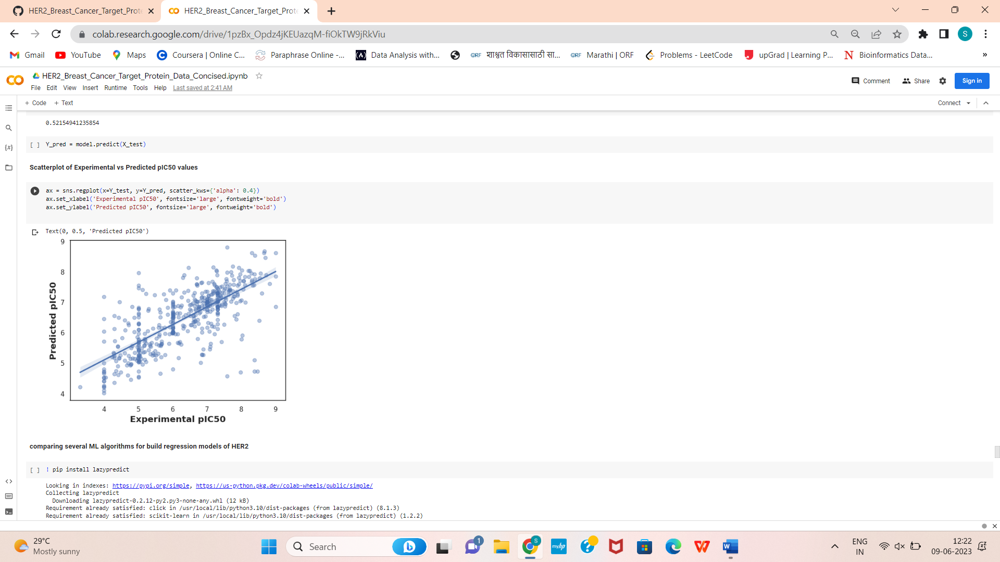 HER2_Breast_Cancer_Target_Prote
HER2_Breast_Cancer_Target_Prote
colab.research.google.com/drive/1pzBx_Opdz4jKEUazqM-fiOkTW9jRkViu
S
Gmail YouTube Maps Coursera | Online C... Paraphrase Online -... Data Analysis with... ORF शाश्वत विकासासाठी सा... ORF Marathi | ORF Problems - LeetCode upGrad | Learning P... Bioinformatics Data... »
HER2_Breast_Cancer_Target_Protein_Data_Concised.ipynb
Comment Share Sign in
File Edit View Insert Runtime Tools Help Last saved at 2:41 AM
+ Code + Text
Connect
0.52154941235854
[ ] Y_pred = model.predict(X_test)
Scatterplot of Experimental vs Predicted pIC50 values
ax = sns.regplot(x=Y_test, y=Y_pred, scatter_kws={'alpha': 0.4})
ax.set_xlabel('Experimental pIC50', fontsize='large', fontweight='bold')
ax.set_ylabel('Predicted pIC50', fontsize='large', fontweight='bold')
Text(0, 0.5, 'Predicted pIC50')
9
8
7
6
5
4
Predicted pIC50
4 5 6 7 8 9
Experimental pIC50
comparing several ML algorithms for build regression models of HER2
[ ] ! pip install lazypredict
Looking in indexes: https://pypi.org/simple, https://us-python.pkg.dev/colab-wheels/public/simple/
Collecting lazypredict
Downloading lazypredict-0.2.12-py2.py3-none-any.whl (12 kB)
Requirement already satisfied: click in /usr/local/lib/python3.10/dist-packages (from lazypredict) (8.1.3)
Requirement already satisfied: scikit-learn in /usr/local/lib/python3.10/dist-packages (from lazypredict) (1.2.2)
29°C
Mostly sunny
Search
1
S
myhp
ENG
IN
12:22
09-06-2023